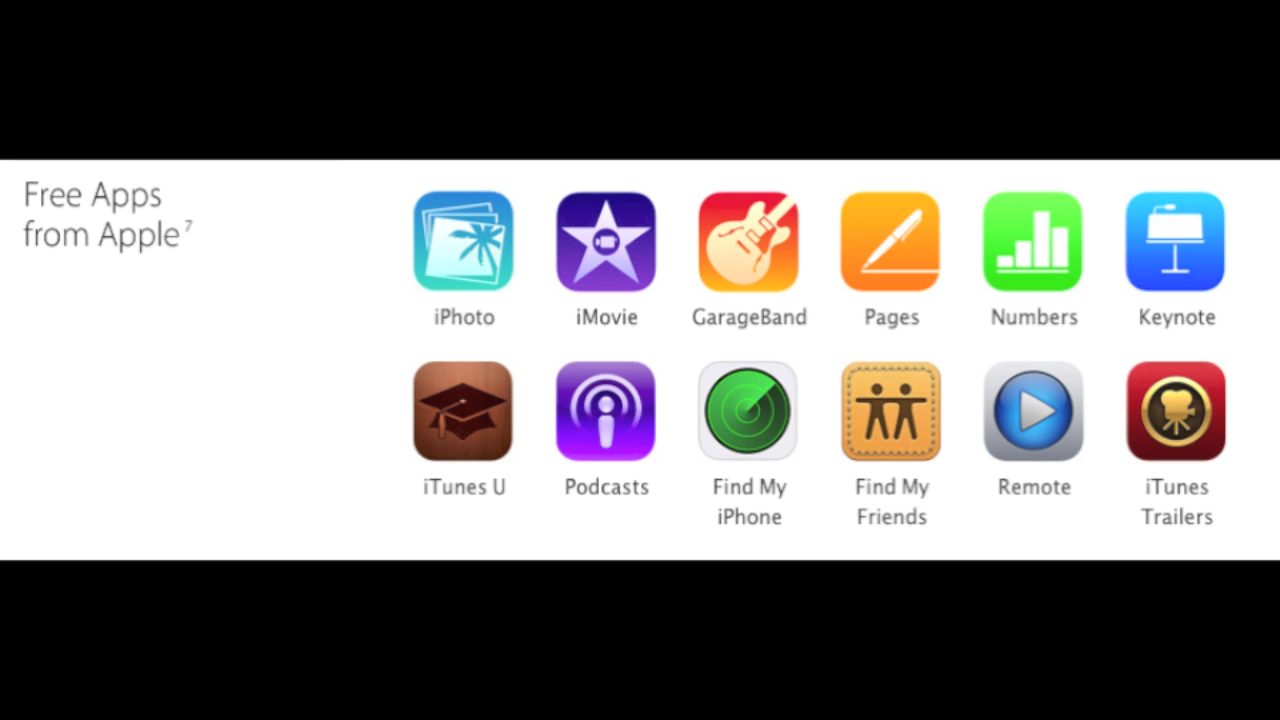 Free Apps
from Apple⁷
iPhoto iMovie GarageBand Pages Numbers Keynote
iTunes U Podcasts Find My iPhone Find My Friends Remote iTunes Trailers